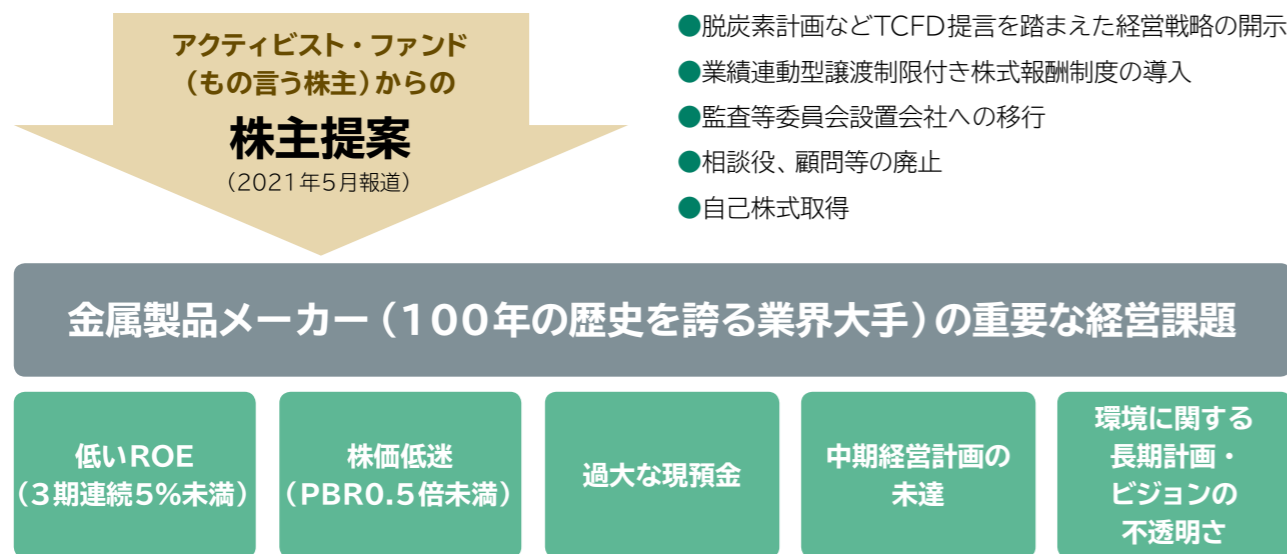 アクティビスト・ファンド
（もの言う株主）からの
株主提案
（2021年5月報道）
●脱炭素計画などTCFD提言を踏まえた経営戦略の開示
●業績連動型譲渡制限付き株式報酬制度の導入
●監査等委員会設置会社への移行
●相談役、顧問等の廃止
●自己株式取得
金属製品メーカー（100年の歴史を誇る業界大手）の重要な経営課題
低いROE
（3期連続5%未満）
株価低迷
（PBR0.5倍未満）
過大な現預金
中期経営計画の
未達
環境に関する
長期計画・
ビジョンの
不透明さ